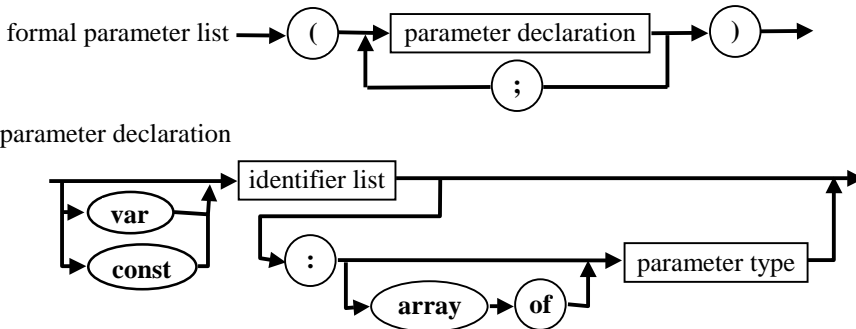 formal parameter list ( parameter declaration )
;
parameter declaration
identifier list
var
const
: parameter type
array of